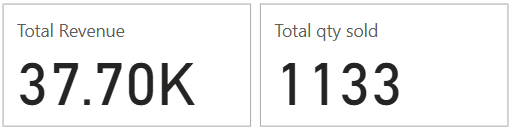 Total Revenue
37.70K
Total qty sold
1133